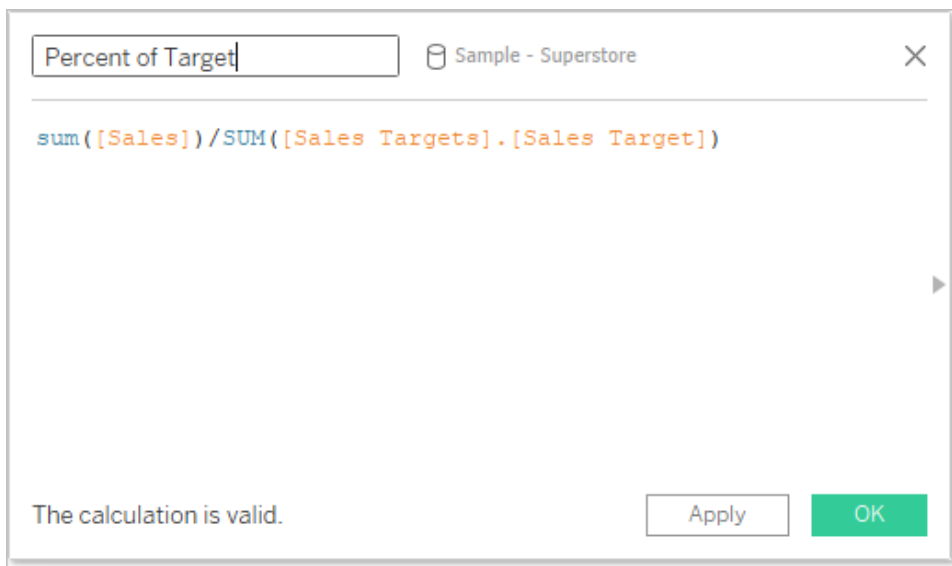 Percent of Target Sample - Superstore
sum([Sales])/SUM([Sales Targets].[Sales Target])
The calculation is valid. Apply OK